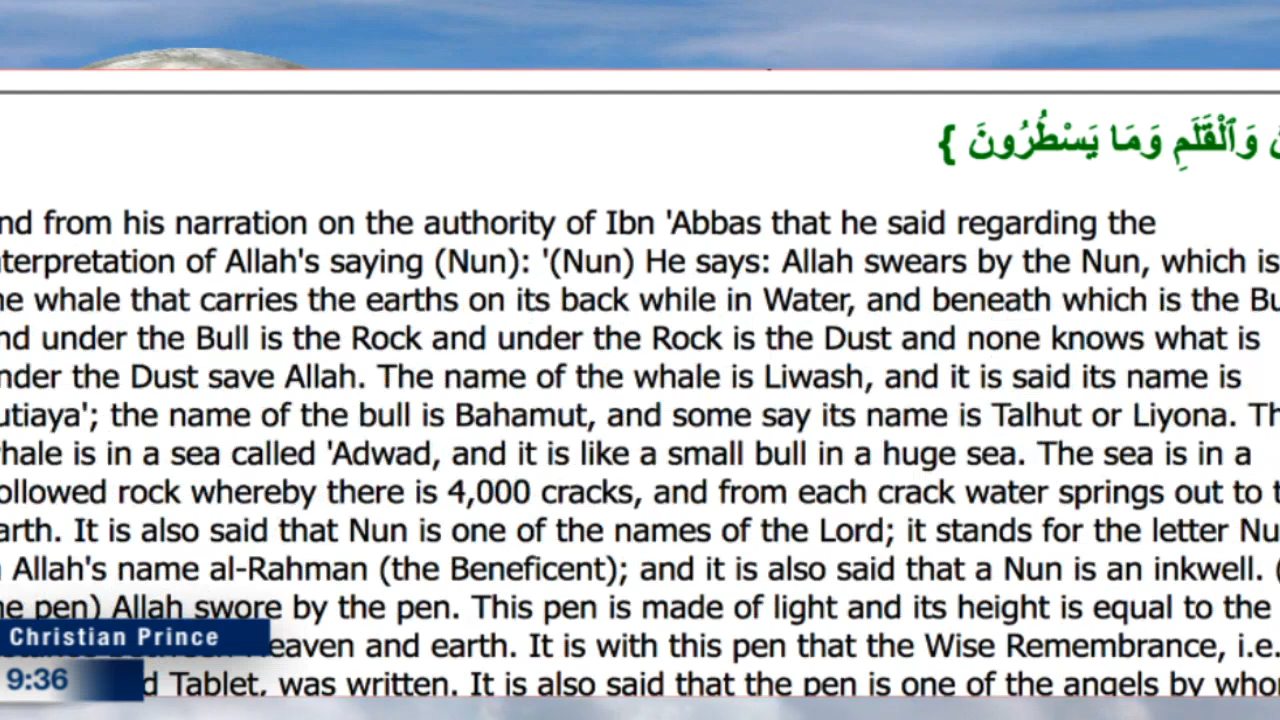 وَٱلْقَلَمِ وَمَا يَسْطُرُونَ }
nd from his narration on the authority of Ibn 'Abbas that he said regarding the
nterpretation of Allah's saying (Nun): '(Nun) He says: Allah swears by the Nun, which is
he whale that carries the earths on its back while in Water, and beneath which is the Bu
nd under the Bull is the Rock and under the Rock is the Dust and none knows what is
nder the Dust save Allah. The name of the whale is Liwash, and it is said its name is
utiaya'; the name of the bull is Bahamut, and some say its name is Talhut or Liyona. Th
hale is in a sea called 'Adwad, and it is like a small bull in a huge sea. The sea is in a
ollowed rock whereby there is 4,000 cracks, and from each crack water springs out to t
arth. It is also said that Nun is one of the names of the Lord; it stands for the letter Nu
Allah's name al-Rahman (the Beneficent); and it is also said that a Nun is an inkwell. (
he pen) Allah swore by the pen. This pen is made of light and its height is equal to the
Heaven and earth. It is with this pen that the Wise Remembrance, i.e.
d Tablet, was written. It is also said that the pen is one of the angels by whom
Christian Prince
9:36